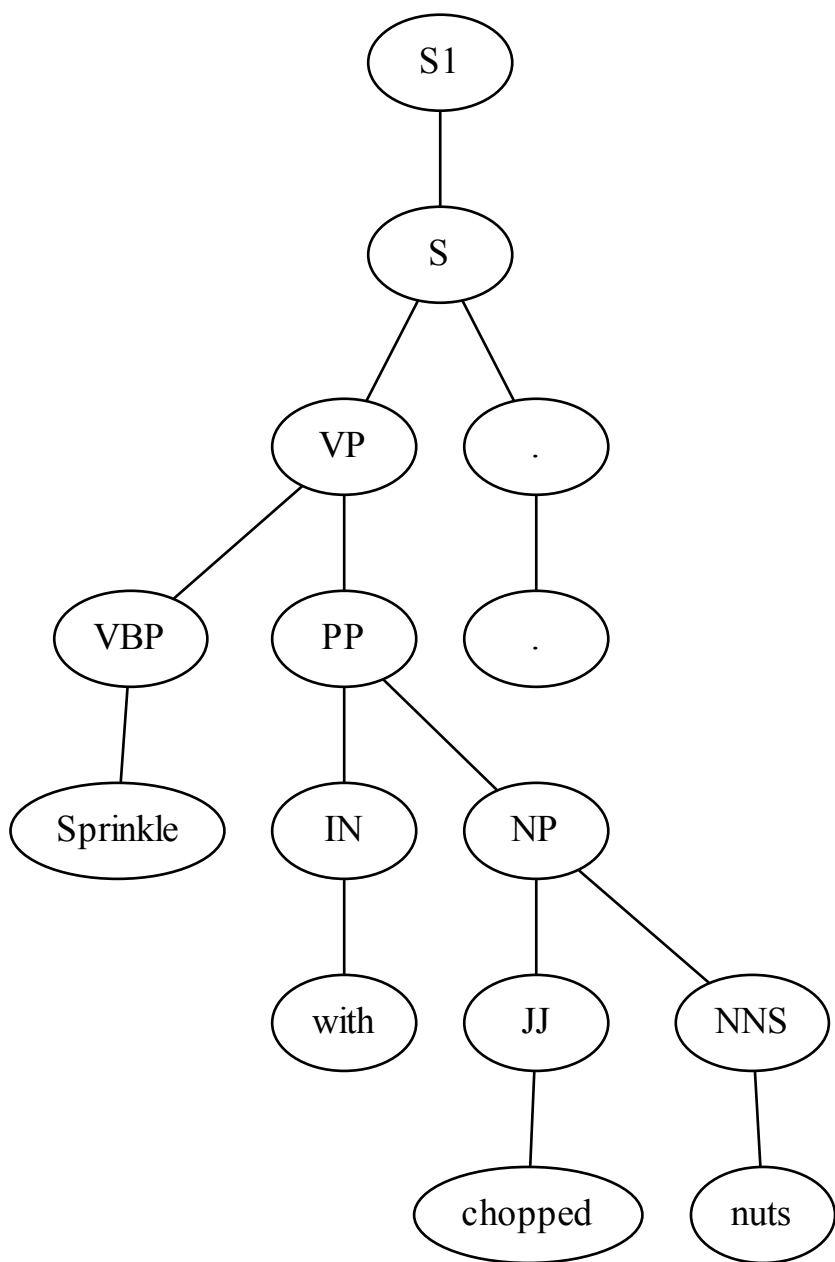 S1
S
VP .
VBP PP .
Sprinkle IN NP
with JJ NNS
chopped nuts